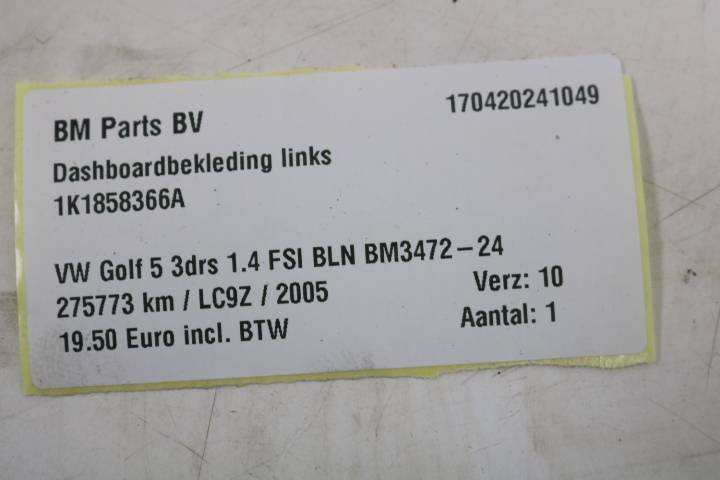 BM Parts BV 170420241049
Dashboardbekleding links
1K1858366A
VW Golf 5 3drs 1.4 FSI BLN BM3472-24
275773 km / LC9Z / 2005 Verz: 10
19.50 Euro incl. BTW Aantal: 1